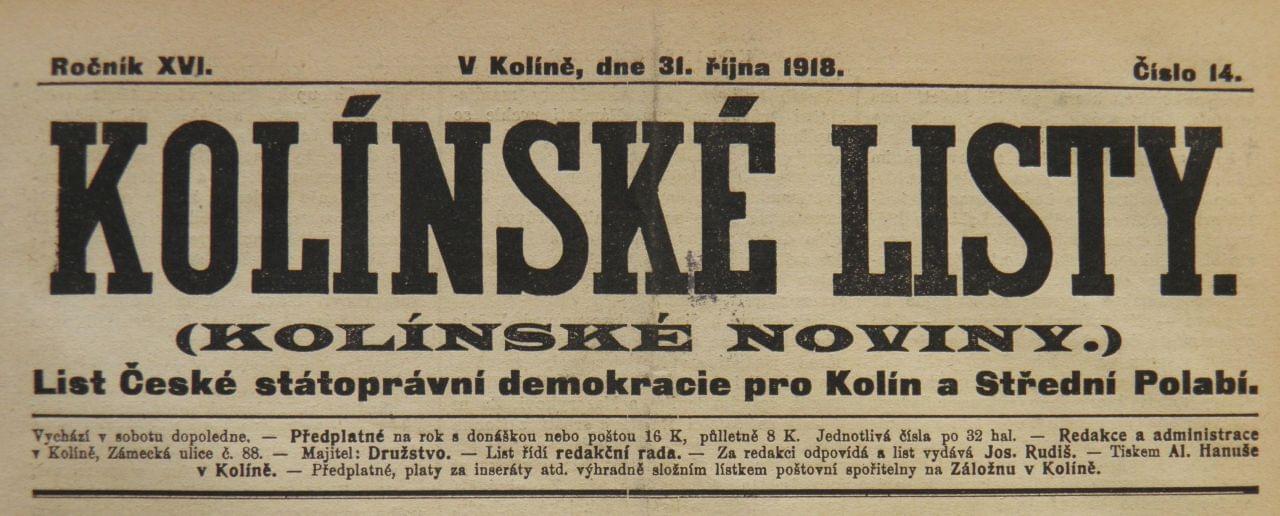 Ročník XVI. V Kolíně, dne 31. října 1918. Číslo 14.
KOLÍNSKÉ LISTY.
(KOLÍNSKÉ NOVINY.)
List České státoprávní demokracie pro Kolín a Střední Polabí.
Vychází v sobotu dopoledne. — Předplatné na rok s donáškou nebo poštou 16 K, půlletně 8 K. Jednotlivá čísla po 32 hal. — Redakce a administrace
v Kolíně, Zámecká ulice č. 88. — Majitel: Družstvo. — List řídí redakční rada. — Za redakci odpovídá a list vydává Jos. Rudiš. — Tiskem Al. Hanuše
v Kolíně. — Předplatné, platy za inseráty atd. výhradně složním lístkem poštovní spořitelny na Záložnu v Kolíně.